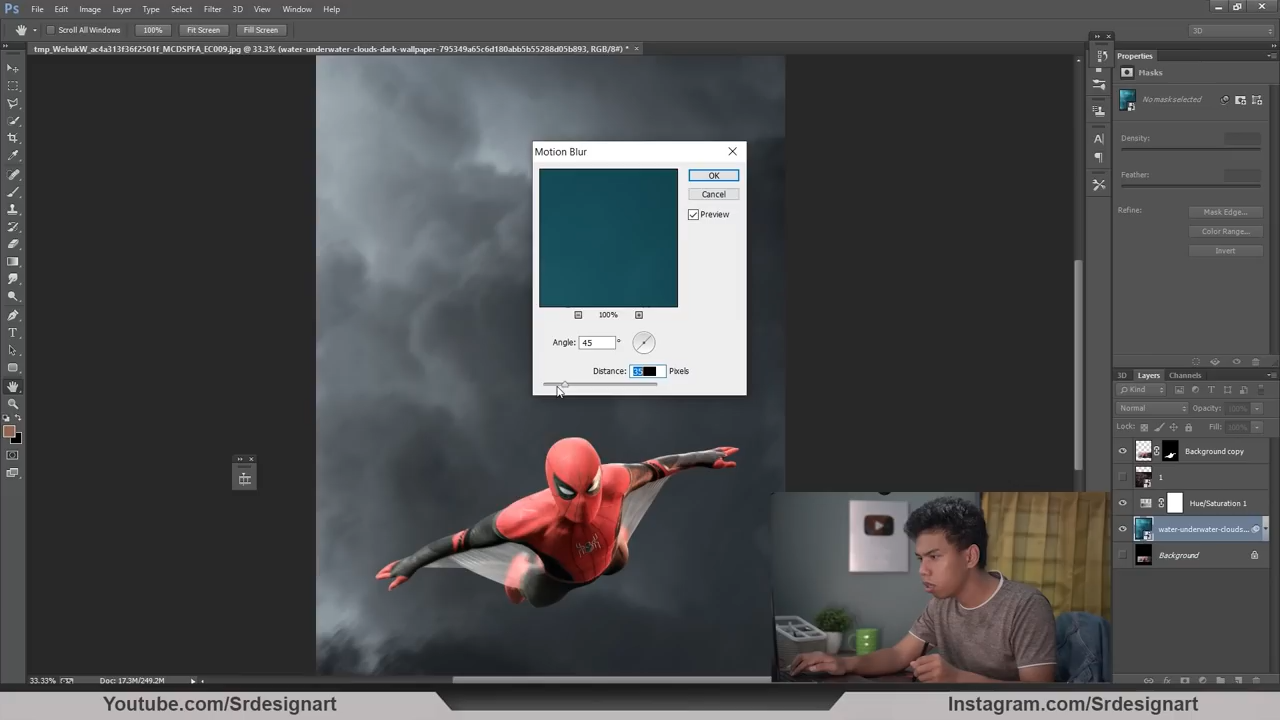 Ps File Edit Image Layer Type Select Filter 3D View Window Help
Scroll All Windows 100% Fit Screen Fill Screen 3D
tmp_WehukW_ac4a313f36f2501f_MCDSPFA_EC009.jpg @ 33.3% (water-underwater-clouds-dark-wallpaper-795349a65c6d180abb5b55288d05b893, RGB/8#) *
Properties
Masks
No mask selected
Density:
Feather:
Refine: Mask Edge...
Color Range...
Invert
Motion Blur
OK
Cancel
Preview
100%
Angle: 45 °
Distance: 35 Pixels
3D Layers Channels
Kind
Normal Opacity: 100%
Lock: Fill: 100%
Background copy
1
Hue/Saturation 1
water-underwater-clouds...
Background
33.33% Doc: 17.3M/249.2M
Youtube.com/Srdesignart Instagram.com/Srdesignart